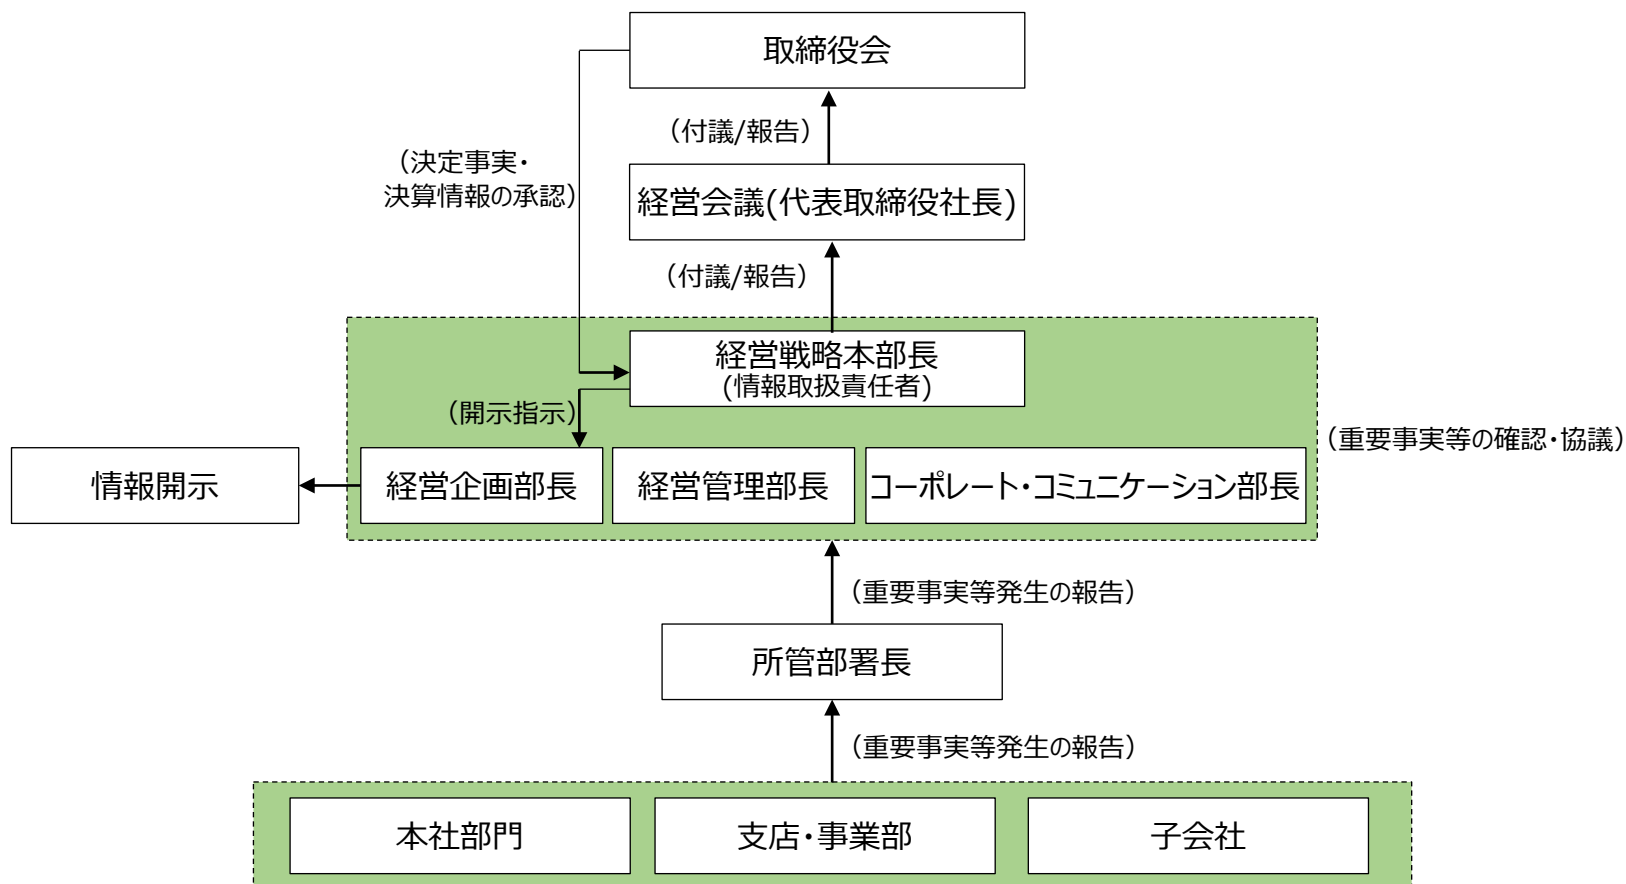 取締役会
（付議/報告）
（決定事実・
決算情報の承認）
経営会議(代表取締役社長)
（付議/報告）
経営戦略本部長
(情報取扱責任者)
（開示指示）
（重要事実等の確認・協議）
情報開示
経営企画部長
経営管理部長
コーポレート・コミュニケーション部長
（重要事実等発生の報告）
所管部署長
（重要事実等発生の報告）
本社部門
支店・事業部
子会社